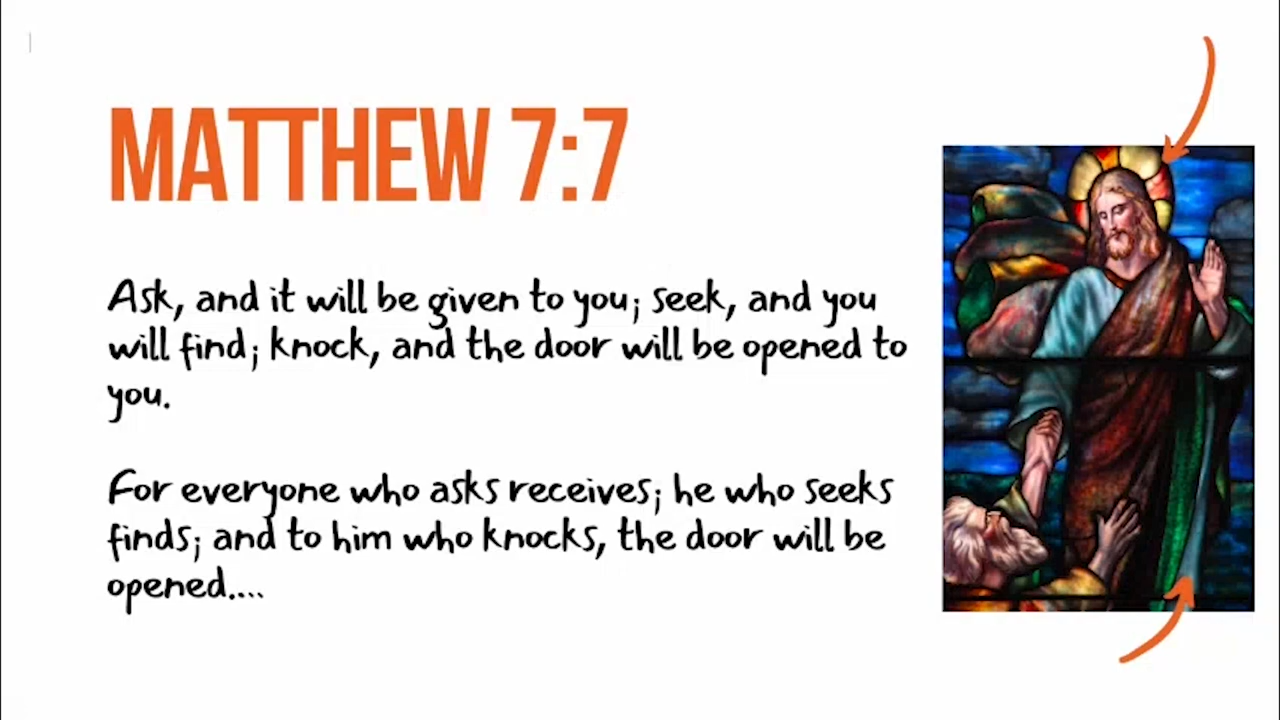 MATTHEW 7:7
Ask, and it will be given to you; seek, and you
will find; knock, and the door will be opened to
you.
For everyone who asks receives; he who seeks
finds; and to him who knocks, the door will be
opened....